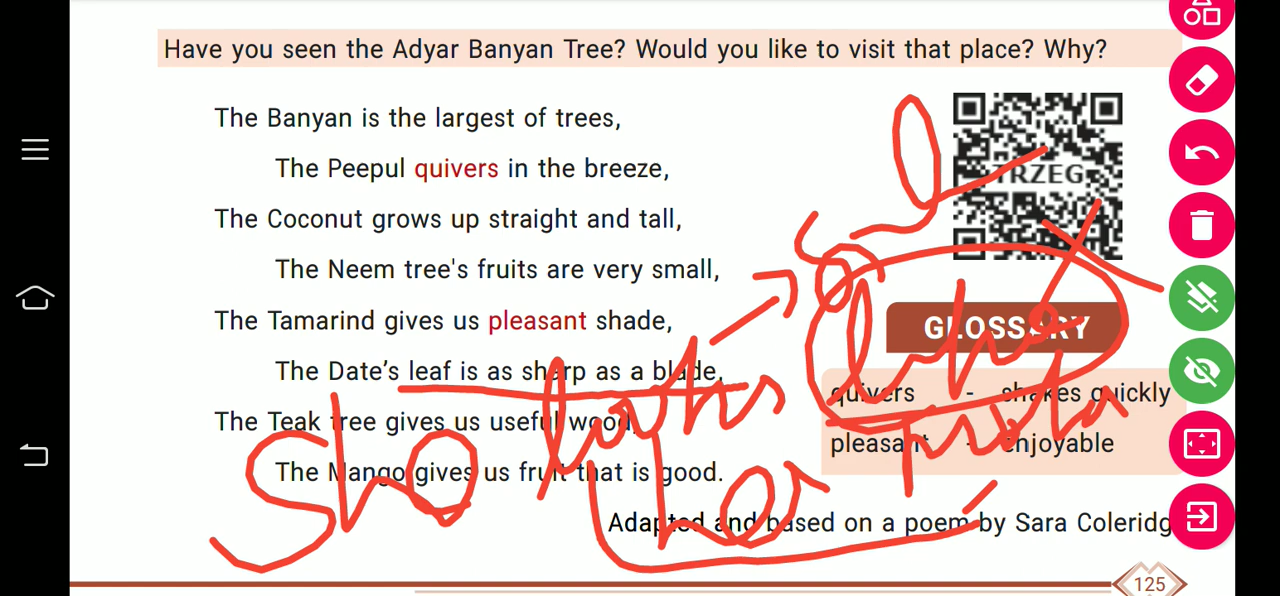 Have you seen the Adyar Banyan Tree? Would you like to visit that place? Why?
The Banyan is the largest of trees,
The Peepul quivers in the breeze,
The Coconut grows up straight and tall,
The Neem tree's fruits are very small,
The Tamarind gives us pleasant shade,
The Date's leaf is as sharp as a blade,
The Teak tree gives us useful wood,
The Mango gives us fruit that is good.
Adapted and based on a poem by Sara Coleridg
TRZEG
GLOSSARY
quivers - shakes quickly
pleasant - enjoyable
125
She
her